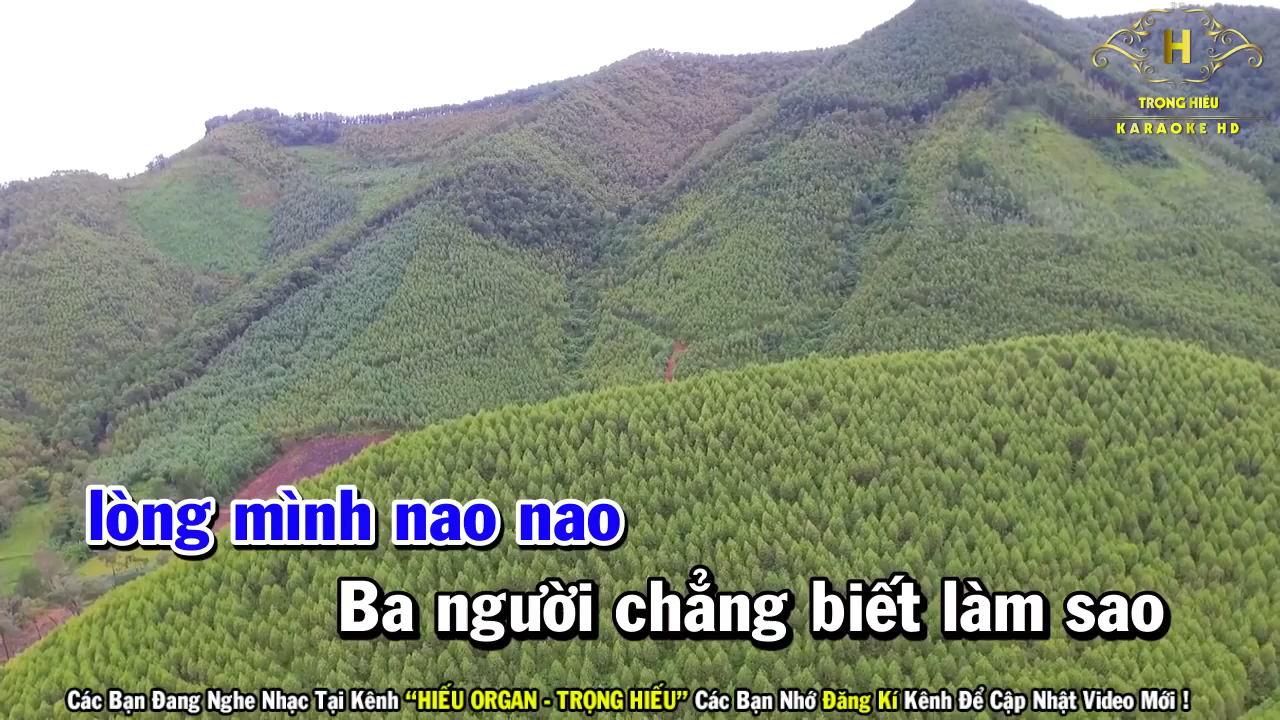 H
TRỌNG HIẾU
KARAOKE HD
lòng mình nao nao
Ba người chẳng biết làm sao
Các Bạn Đang Nghe Nhạc Tại Kênh “HIẾU ORGAN - TRỌNG HIẾU” Các Bạn Nhớ Đăng Kí Kênh Để Cập Nhật Video Mới !